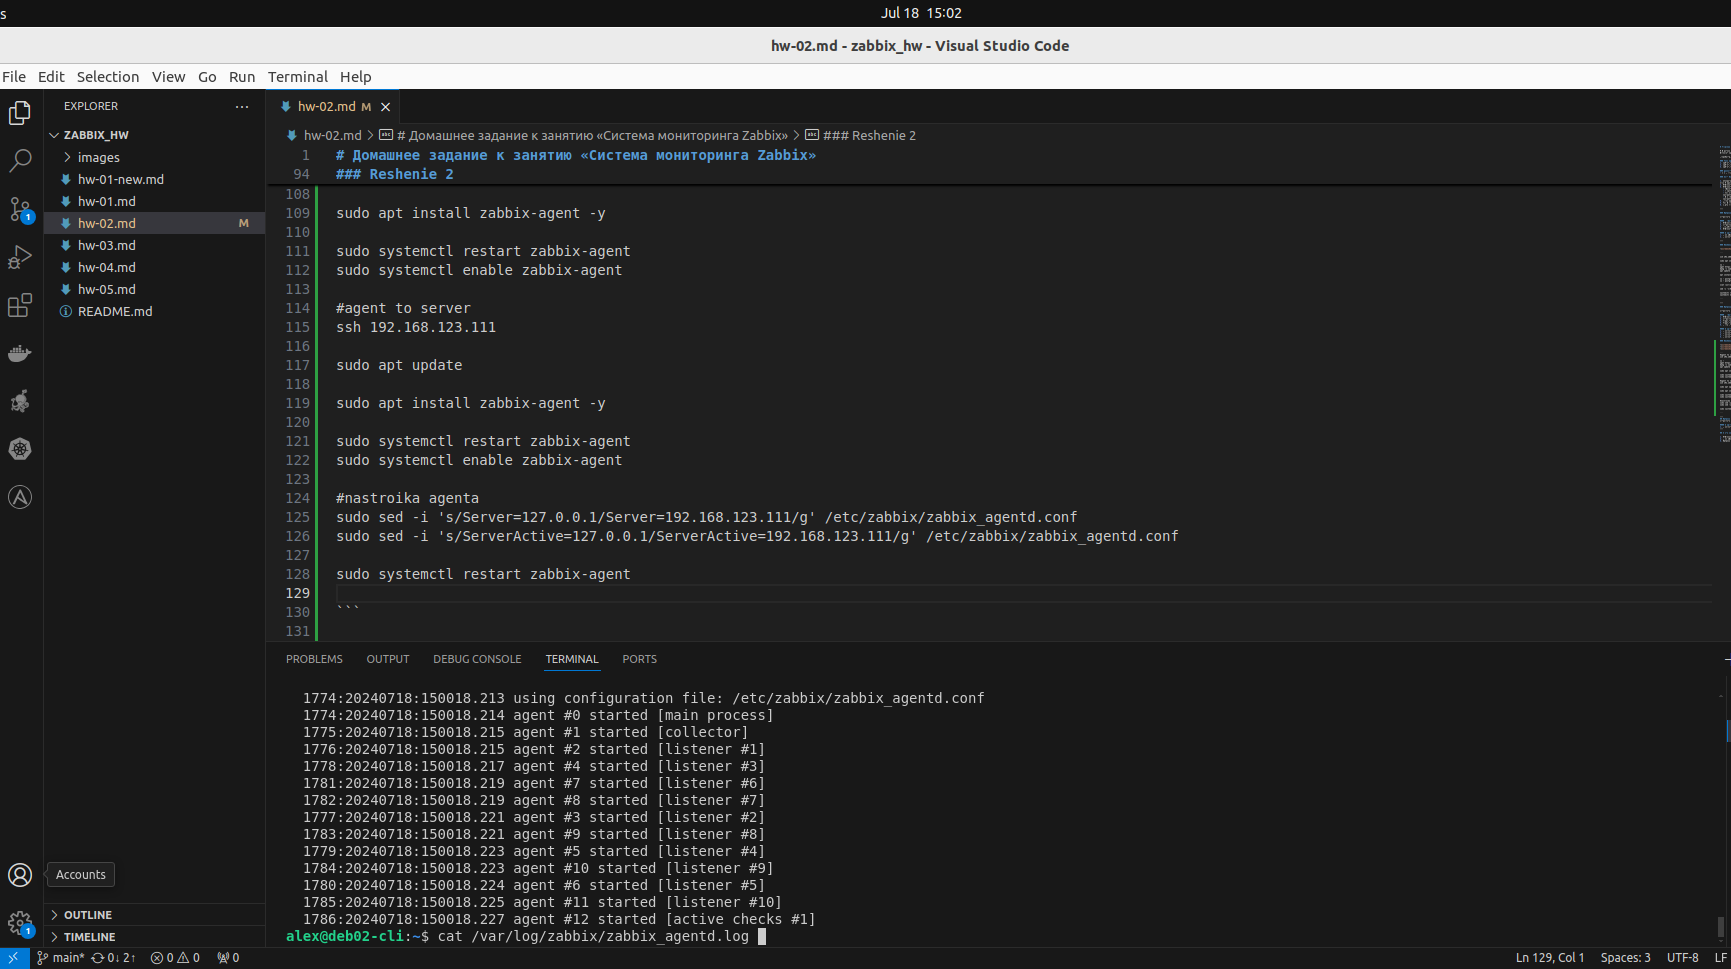 s
Jul 18 15:02
hw-02.md - zabbix_hw - Visual Studio Code
File Edit Selection View Go Run Terminal Help
EXPLORER ...
ZABBIX_HW
images
hw-01-new.md
hw-01.md
hw-02.md M
hw-03.md
hw-04.md
hw-05.md
README.md
1
1
Accounts
OUTLINE
TIMELINE
hw-02.md M
hw-02.md > # Домашнее задание к занятию «Система мониторинга Zabbix» > ### Reshenie 2
1 # Домашнее задание к занятию «Система мониторинга Zabbix»
94 ### Reshenie 2
108
109 sudo apt install zabbix-agent -y
110
111 sudo systemctl restart zabbix-agent
112 sudo systemctl enable zabbix-agent
113
114 #agent to server
115 ssh 192.168.123.111
116
117 sudo apt update
118
119 sudo apt install zabbix-agent -y
120
121 sudo systemctl restart zabbix-agent
122 sudo systemctl enable zabbix-agent
123
124 #nastroika agenta
125 sudo sed -i 's/Server=127.0.0.1/Server=192.168.123.111/g' /etc/zabbix/zabbix_agentd.conf
126 sudo sed -i 's/ServerActive=127.0.0.1/ServerActive=192.168.123.111/g' /etc/zabbix/zabbix_agentd.conf
127
128 sudo systemctl restart zabbix-agent
129
130 ```
131
PROBLEMS OUTPUT DEBUG CONSOLE TERMINAL PORTS
1774:20240718:150018.213 using configuration file: /etc/zabbix/zabbix_agentd.conf
1774:20240718:150018.214 agent #0 started [main process]
1775:20240718:150018.215 agent #1 started [collector]
1776:20240718:150018.215 agent #2 started [listener #1]
1778:20240718:150018.217 agent #4 started [listener #3]
1781:20240718:150018.219 agent #7 started [listener #6]
1782:20240718:150018.219 agent #8 started [listener #7]
1777:20240718:150018.221 agent #3 started [listener #2]
1783:20240718:150018.221 agent #9 started [listener #8]
1779:20240718:150018.223 agent #5 started [listener #4]
1784:20240718:150018.223 agent #10 started [listener #9]
1780:20240718:150018.224 agent #6 started [listener #5]
1785:20240718:150018.225 agent #11 started [listener #10]
1786:20240718:150018.227 agent #12 started [active checks #1]
alex@deb02-cli:~$ cat /var/log/zabbix/zabbix_agentd.log
main* 0↓ 2↑ 0 0 0 Ln 129, Col 1 Spaces: 3 UTF-8 LF